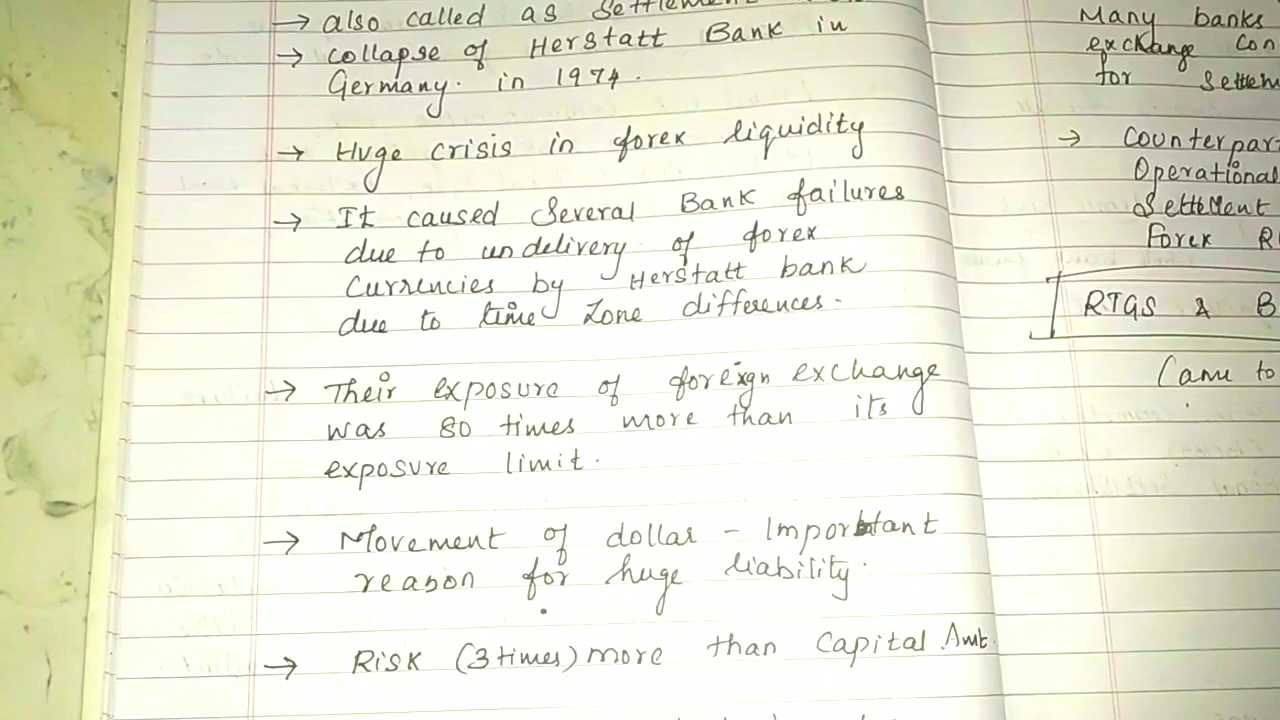 → also called as Settlement
→ collapse of Herstatt Bank in
Germany. in 1974.
→ Huge crisis in forex liquidity
→ It caused Several Bank failures
due to undelivery of forex
Currencies by Herstatt bank
due to time Zone differences.
→ Their exposure of foreign exchange
was 80 times more than its
exposure limit.
→ Movement of dollar - Important
reason for huge liability.
→ Risk (3 times) more than Capital Amt.
Many banks
exchange Con
for Settlem
→ Counterpar
Operational
Settlement
Forex R
RTGS & B
Came to